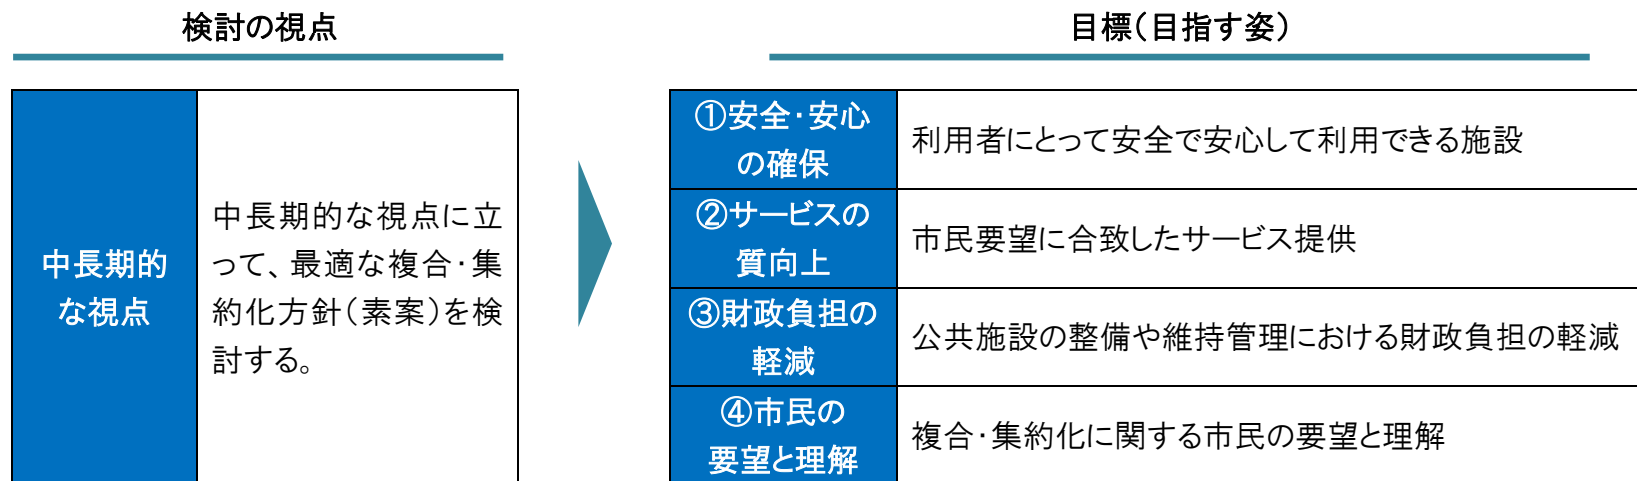 検討の視点
目標（目指す姿）
中長期的
な視点
中長期的な視点に立
って、最適な複合・集
約化方針（素案）を検
討する。
①安全・安心
の確保
利用者にとって安全で安心して利用できる施設
②サービスの
質向上
市民要望に合致したサービス提供
③財政負担の
軽減
公共施設の整備や維持管理における財政負担の軽減
④市民の
要望と理解
複合・集約化に関する市民の要望と理解